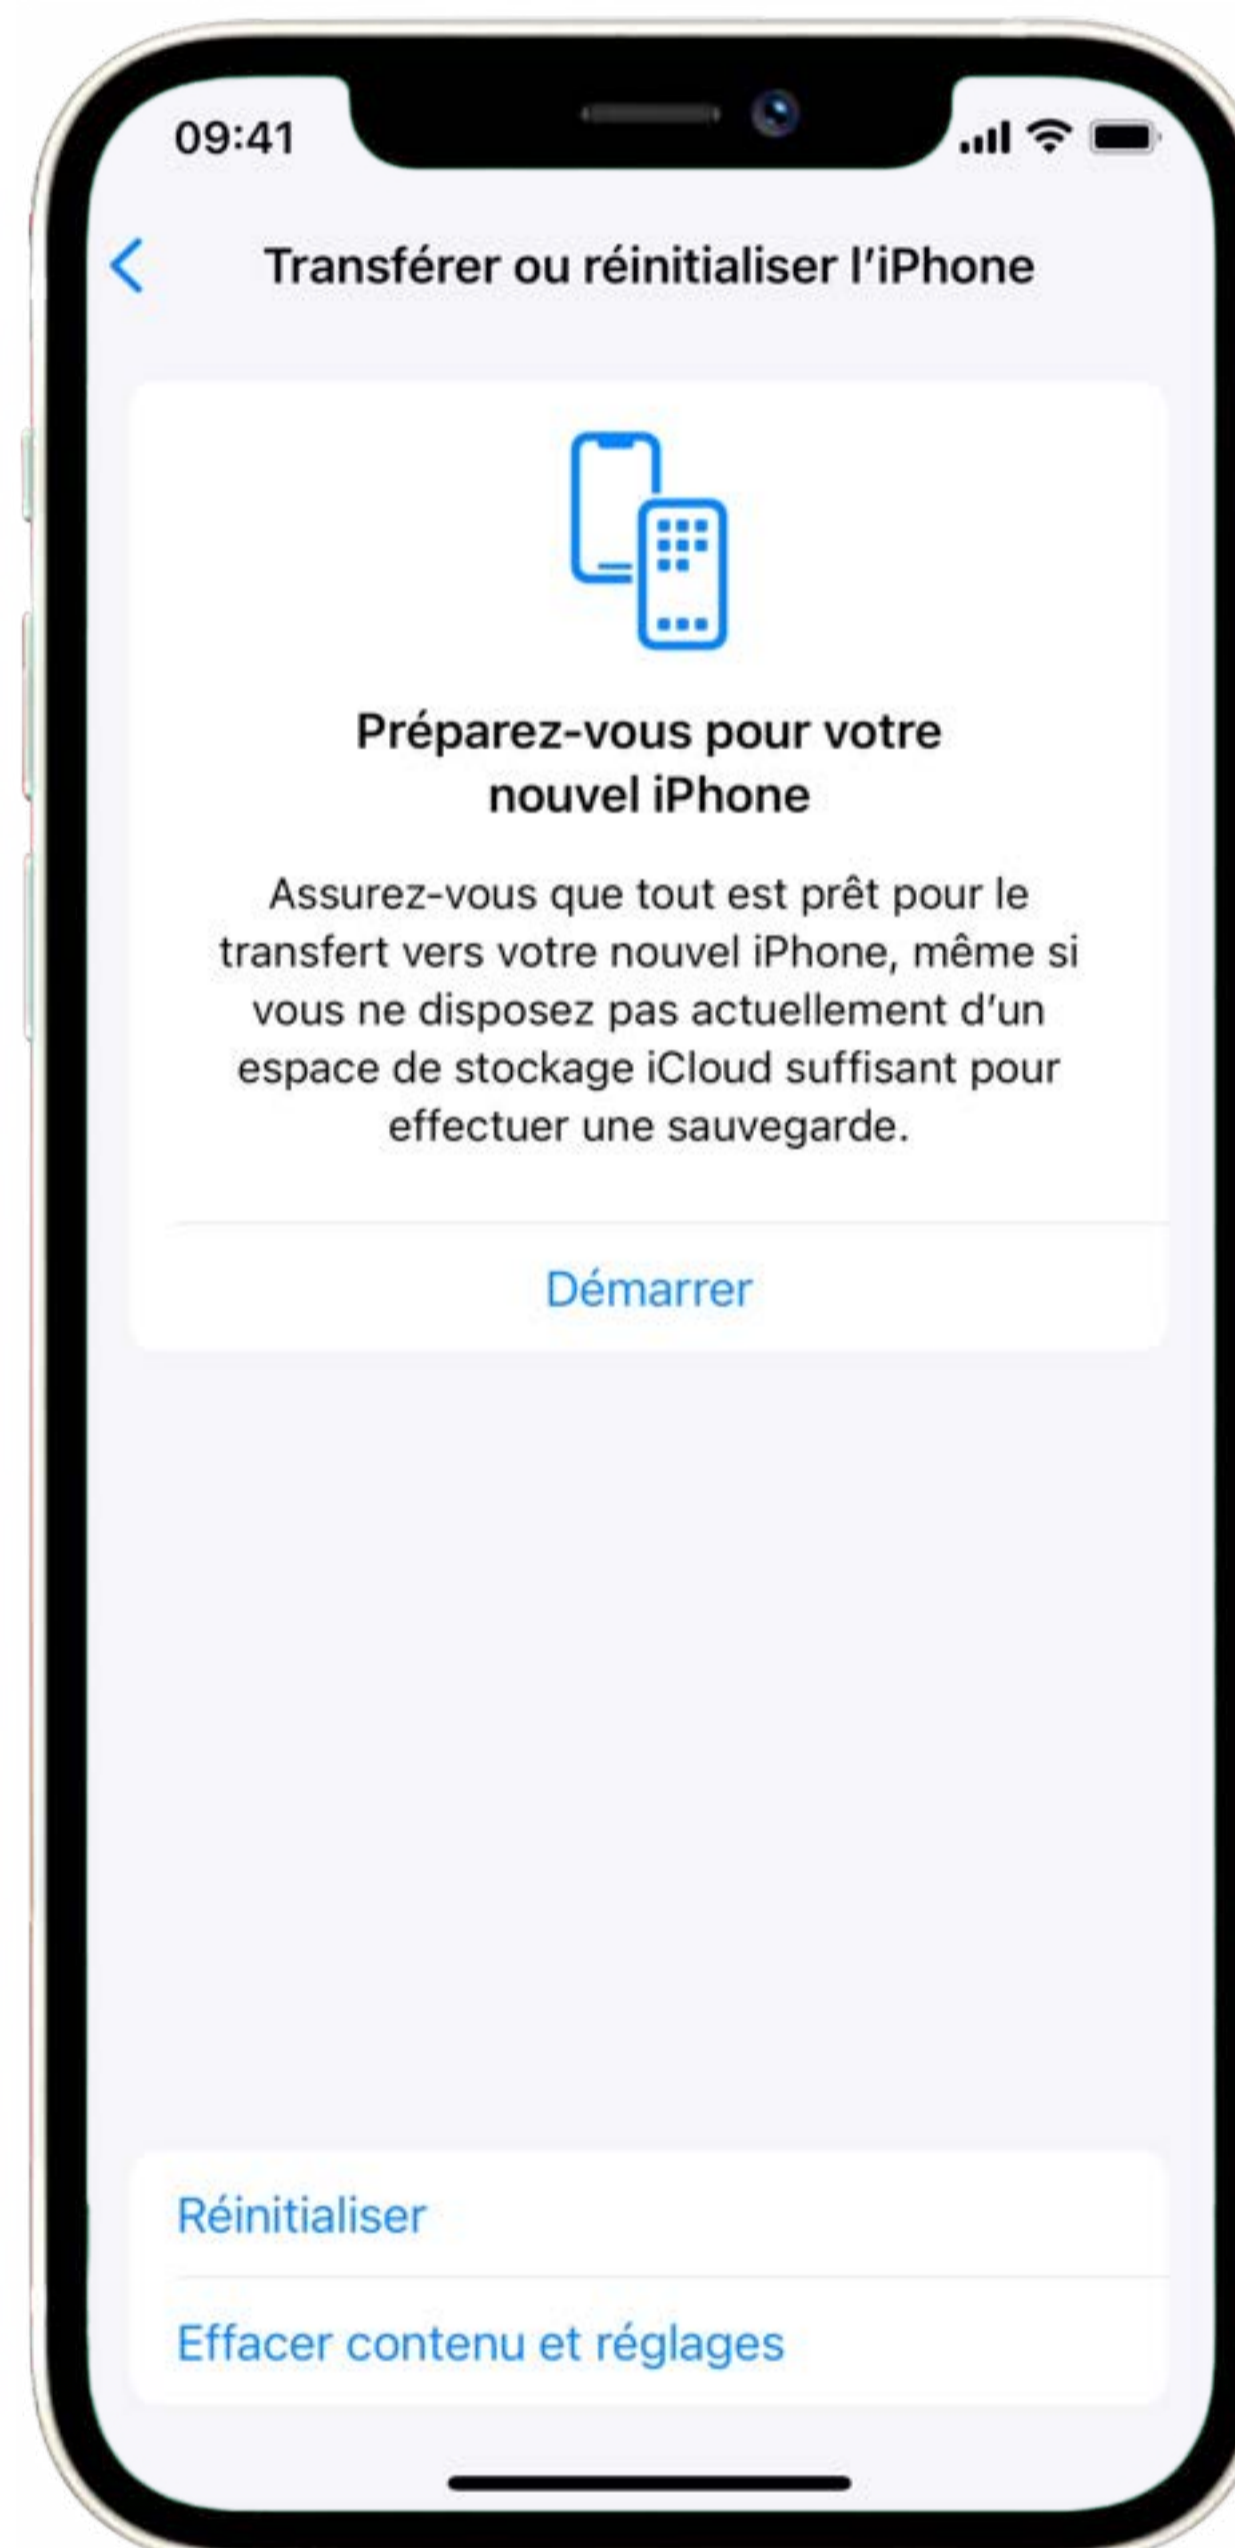 09:41
Transférer ou réinitialiser l’iPhone
Préparez-vous pour votre
nouvel iPhone
Assurez-vous que tout est prêt pour le
transfert vers votre nouvel iPhone, même si
vous ne disposez pas actuellement d’un
espace de stockage iCloud suffisant pour
effectuer une sauvegarde.
Démarrer
Réinitialiser
Effacer contenu et réglages